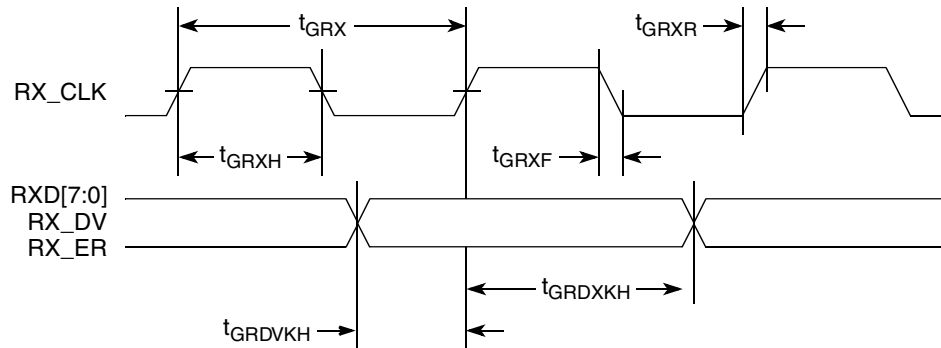 tGRX
tGRXR
RX_CLK
tGRXH
tGRXF
RXD[7:0]
RX_DV
RX_ER
tGRDXKH
tGRDVKH